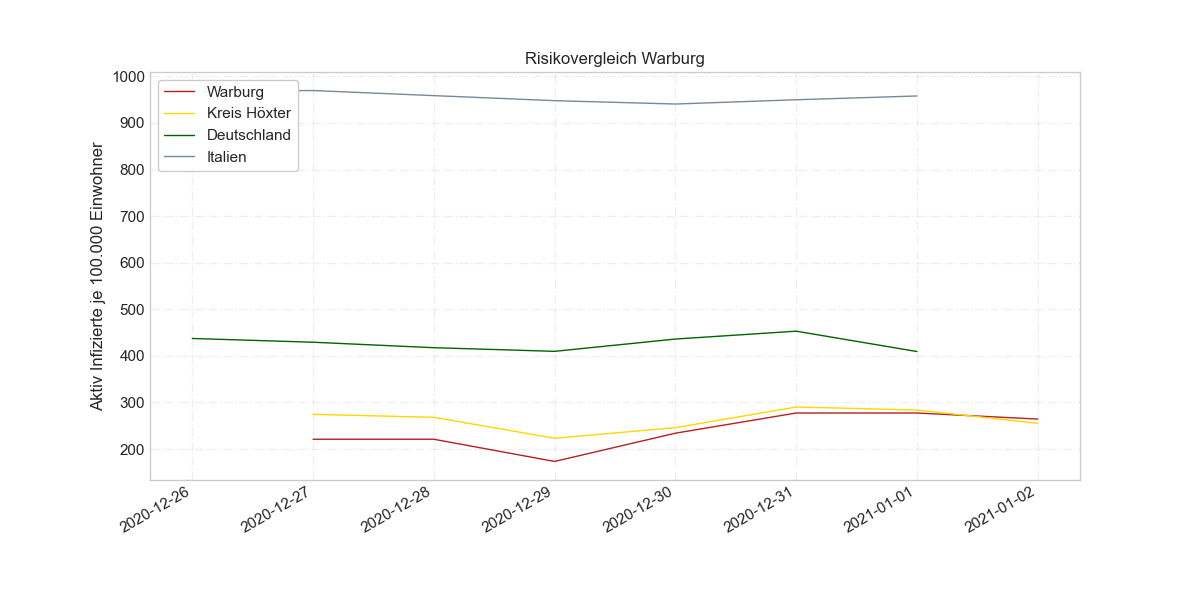 Risikovergleich Warburg
Aktiv Infizierte je 100.000 Einwohner
1000
900
800
700
600
500
400
300
200
Warburg
Kreis Höxter
Deutschland
Italien
2020-12-26
2020-12-27
2020-12-28
2020-12-29
2020-12-30
2020-12-31
2021-01-01
2021-01-02